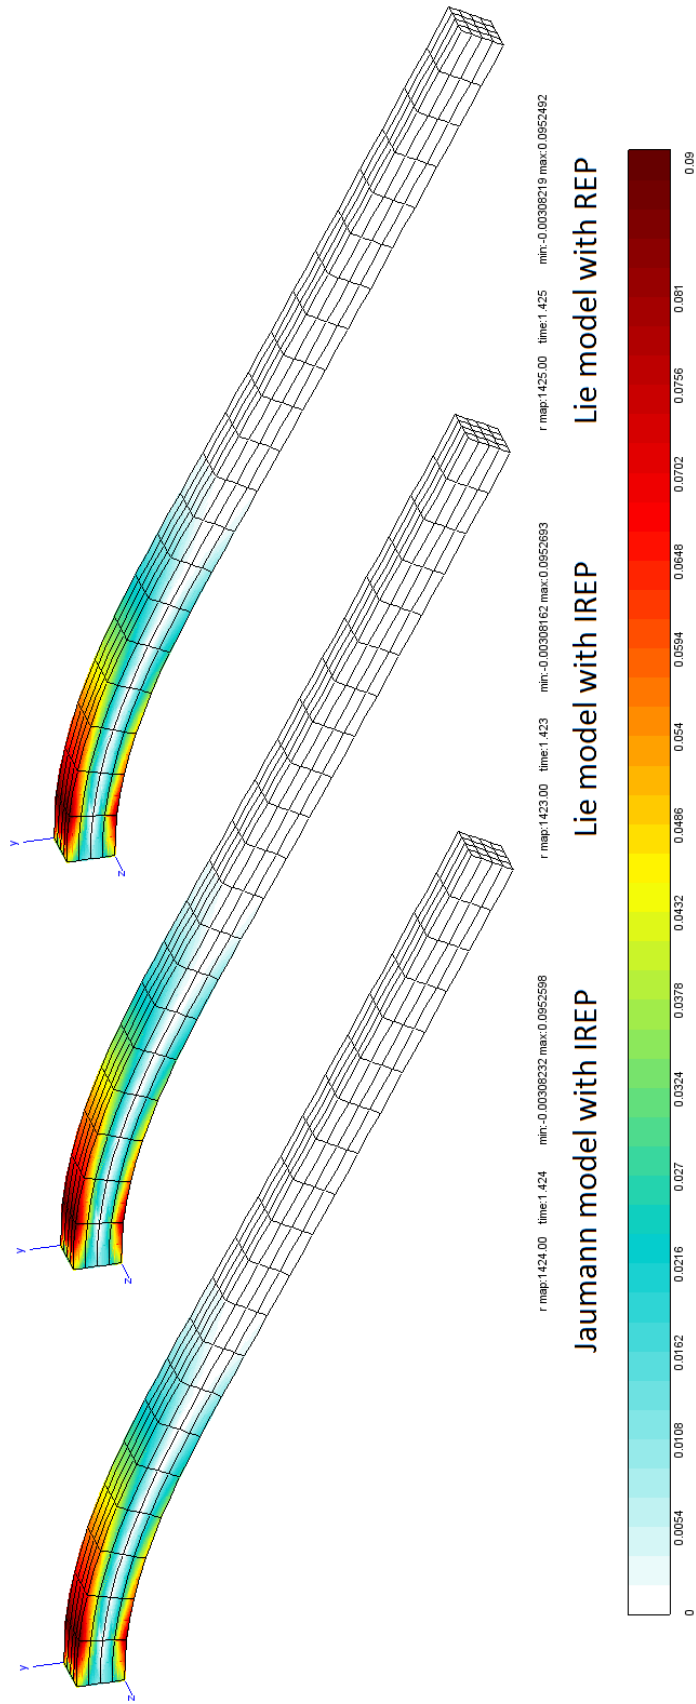 y
z
r map:1424.00 time:1.424 min:-0.00308232 max:0.0952598
Jaumann model with IREP
y
z
r map:1423.00 time:1.423 min:-0.00308162 max:0.0952693
Lie model with IREP
y
z
r map:1425.00 time:1.425 min:-0.00308219 max:0.0952492
Lie model with REP
0 0.0054 0.0108 0.0162 0.0216 0.027 0.0324 0.0378 0.0432 0.0486 0.054 0.0594 0.0648 0.0702 0.0756 0.081 0.09